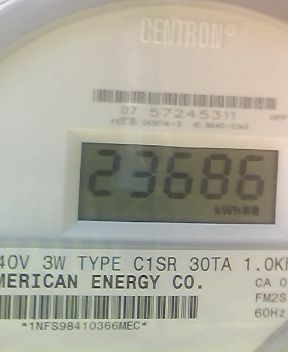 CENTRON®
07 57245311
23686
kWh
40V 3W TYPE C1SR 30TA 1.0K
MERICAN ENERGY CO.
CA 0
FM2S
60Hz
*1NFS98410366MEC*